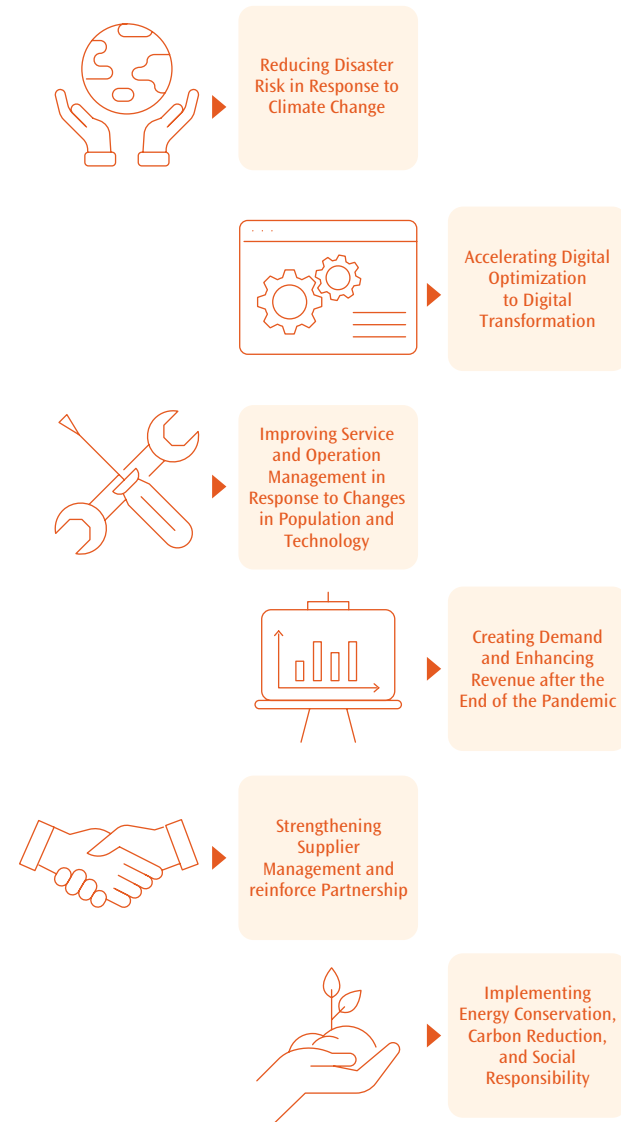 Reducing Disaster
Risk in Response to
Climate Change
Accelerating Digital
Optimization
to Digital
Transformation
Improving Service
and Operation
Management in
Response to Changes
in Population and
Technology
Creating Demand
and Enhancing
Revenue after the
End of the Pandemic
Strengthening
Supplier
Management and
reinforce Partnership
Implementing
Energy Conservation,
Carbon Reduction,
and Social
Responsibility